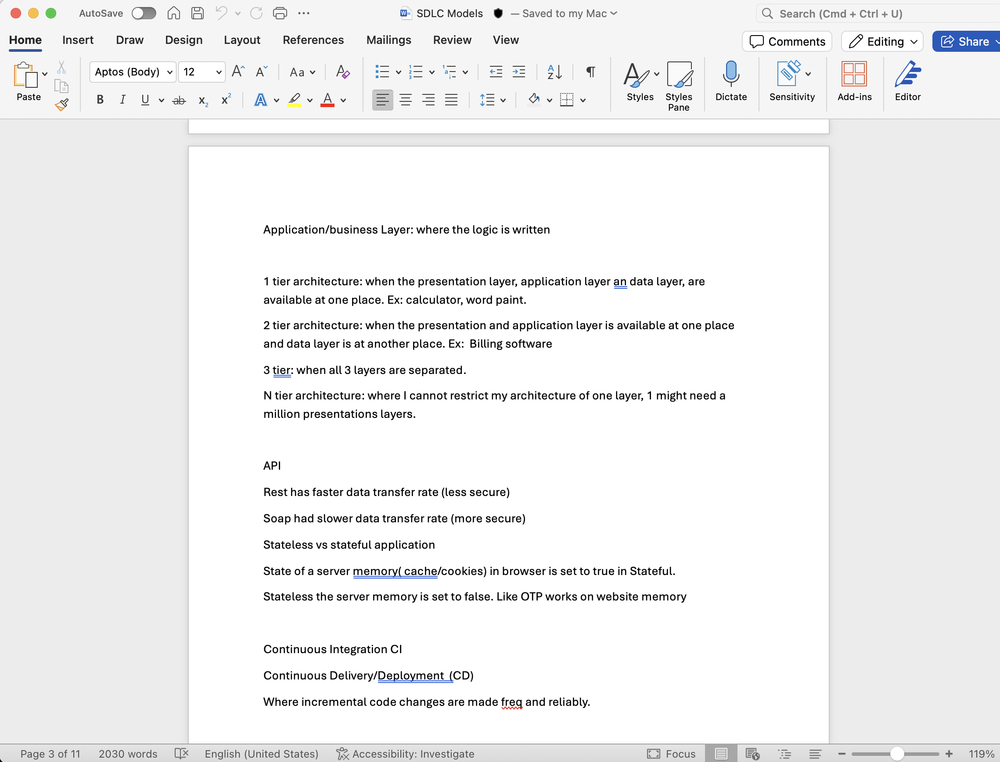 AutoSave
SDLC Models — Saved to my Mac
Search (Cmd + Ctrl + U)
Home Insert Draw Design Layout References Mailings Review View
Comments Editing Share
Paste
Aptos (Body) 12
Styles
Styles Pane
Dictate
Sensitivity
Add-ins
Editor
Application/business Layer: where the logic is written
1 tier architecture: when the presentation layer, application layer an data layer, are
available at one place. Ex: calculator, word paint.
2 tier architecture: when the presentation and application layer is available at one place
and data layer is at another place. Ex:  Billing software
3 tier: when all 3 layers are separated.
N tier architecture: where I cannot restrict my architecture of one layer, 1 might need a
million presentations layers.
API
Rest has faster data transfer rate (less secure)
Soap had slower data transfer rate (more secure)
Stateless vs stateful application
State of a server memory( cache/cookies) in browser is set to true in Stateful.
Stateless the server memory is set to false. Like OTP works on website memory
Continuous Integration CI
Continuous Delivery/Deployment  (CD)
Where incremental code changes are made freq and reliably.
Page 3 of 11 2030 words English (United States) Accessibility: Investigate Focus 119%